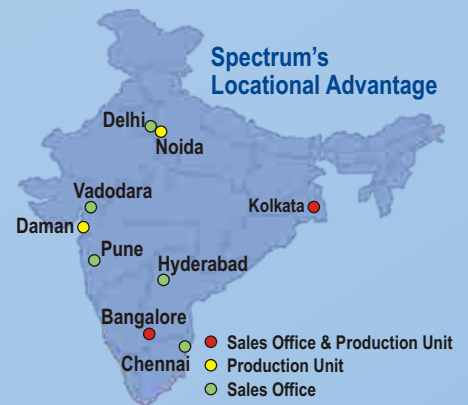 Spectrum's
Locational Advantage
Delhi
Noida
Vadodara
Kolkata
Daman
Pune
Hyderabad
Bangalore
Chennai
Sales Office & Production Unit
Production Unit
Sales Office